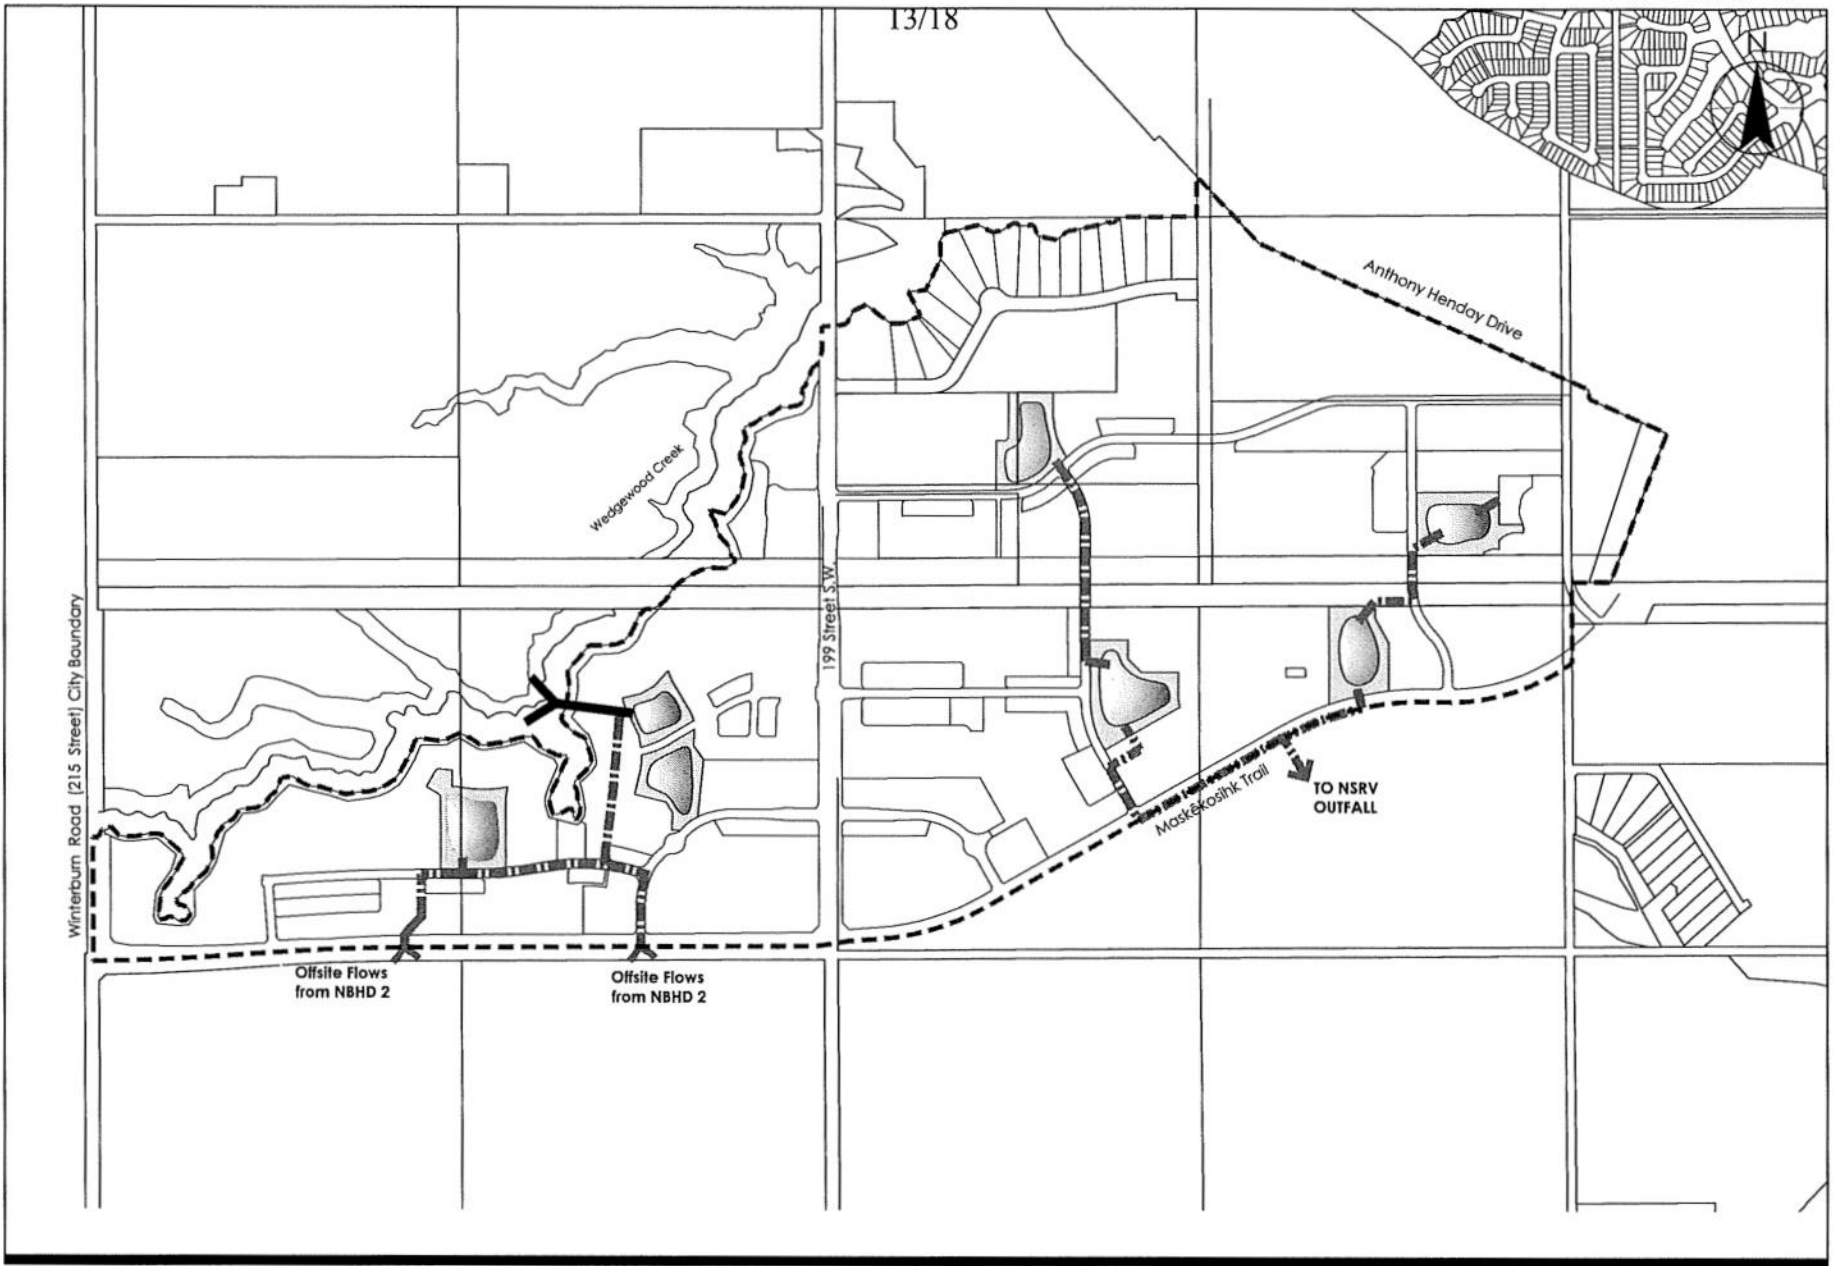 13/18
N
Anthony Henday Drive
Wedgewood Creek
199 Street S.W.
Winterburn Road (215 Street) City Boundary
Maskêkosihk Trail
TO NSRV
OUTFALL
Offsite Flows
from NBHD 2
Offsite Flows
from NBHD 2